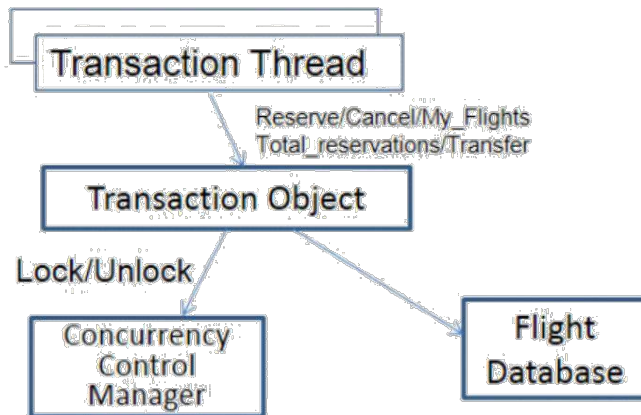 Transaction Thread
Reserve/Cancel/My_Flights
Total_reservations/Transfer
Transaction Object
Lock/Unlock
Concurrency
Control
Manager
Flight
Database